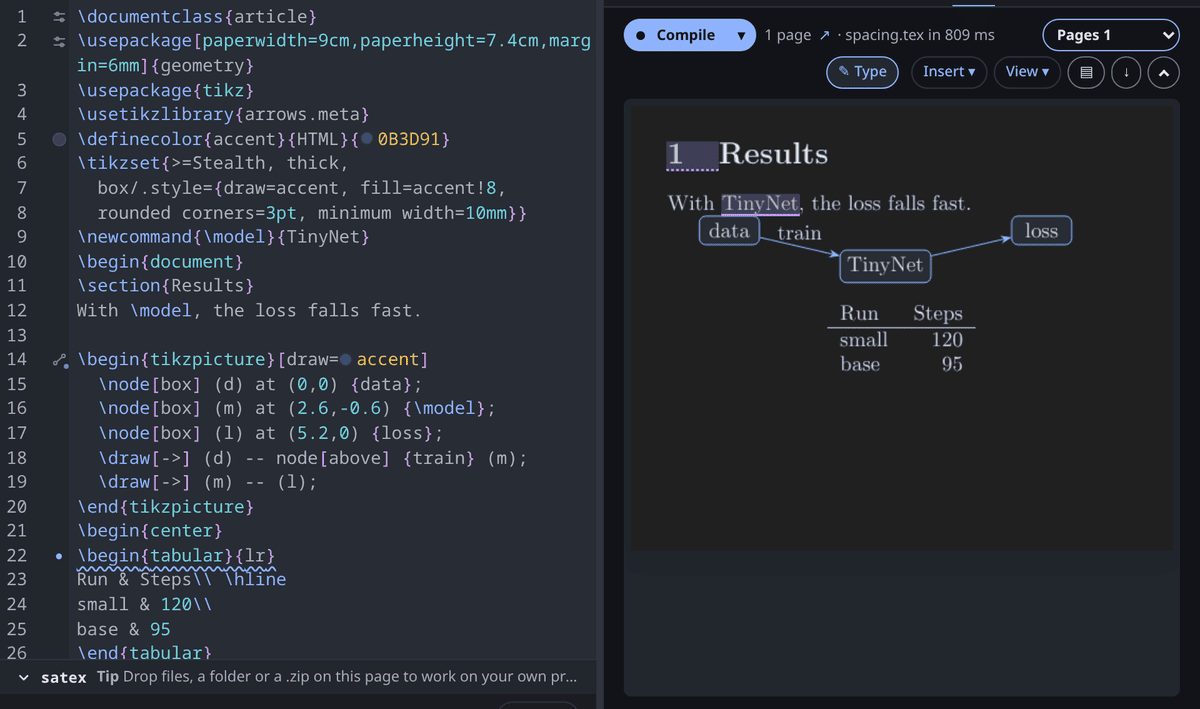 1 \documentclass{article}
2 \usepackage[paperwidth=9cm,paperheight=7.4cm,marg
in=6mm]{geometry}
3 \usepackage{tikz}
4 \usetikzlibrary{arrows.meta}
5 \definecolor{accent}{HTML}{0B3D91}
6 \tikzset{>=Stealth, thick,
7 box/.style={draw=accent, fill=accent!8,
8 rounded corners=3pt, minimum width=10mm}}
9 \newcommand{\model}{TinyNet}
10 \begin{document}
11 \section{Results}
12 With \model, the loss falls fast.
13
14 \begin{tikzpicture}[draw=accent]
15 \node[box] (d) at (0,0) {data};
16 \node[box] (m) at (2.6,-0.6) {\model};
17 \node[box] (l) at (5.2,0) {loss};
18 \draw[->] (d) -- node[above] {train} (m);
19 \draw[->] (m) -- (l);
20 \end{tikzpicture}
21 \begin{center}
22 \begin{tabular}{lr}
23 Run & Steps\\ \hline
24 small & 120\\
25 base & 95
26 \end{tabular}
satex Tip Drop files, a folder or a .zip on this page to work on your own pr...
Compile ▾ 1 page ↗ · spacing.tex in 809 ms Pages 1
✎ Type Insert ▾ View ▾
1 Results
With TinyNet, the loss falls fast.
data train loss
TinyNet
Run Steps
small 120
base 95